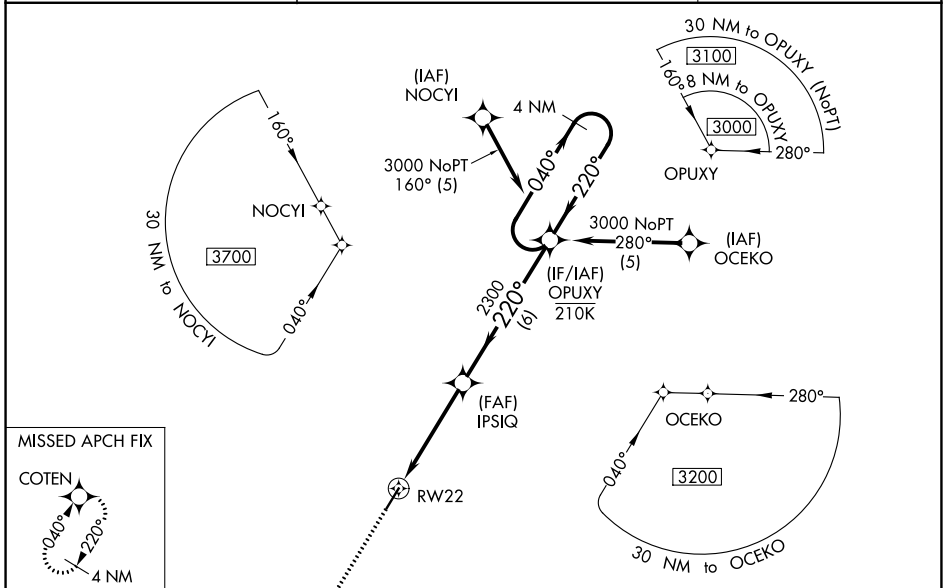 30 NM to OPUXY (NoPT)
3100
160°
8 NM to OPUXY
3000
280°
OPUXY
(IAF)
NOCYI
4 NM
3000 NoPT
160° (5)
040°
220°
160°
NOCYI
3700
30 NM to NOCYI
040°
3000 NoPT
280°
(5)
(IAF)
OCEKO
(IF/IAF)
OPUXY
210K
2300
220°
(6)
(FAF)
IPSIQ
RW22
280°
OCEKO
040°
3200
30 NM to OCEKO
MISSED APCH FIX
COTEN
040°
220°
4 NM